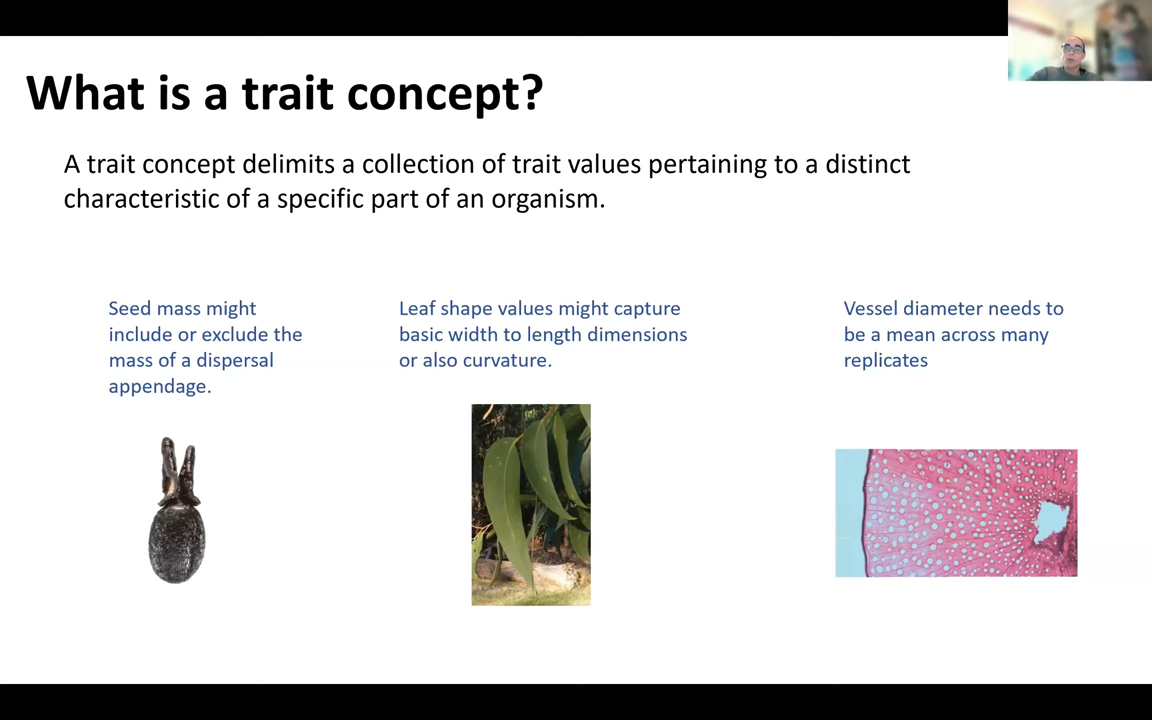 What is a trait concept?
A trait concept delimits a collection of trait values pertaining to a distinct
characteristic of a specific part of an organism.
Seed mass might
include or exclude the
mass of a dispersal
appendage.
Leaf shape values might capture
basic width to length dimensions
or also curvature.
Vessel diameter needs to
be a mean across many
replicates